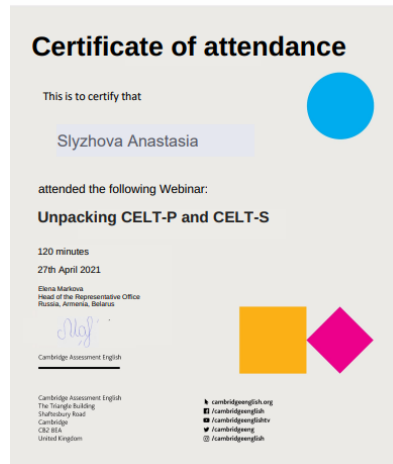 Certificate of attendance
This is to certify that
Slyzhova Anastasia
attended the following Webinar:
Unpacking CELT-P and CELT-S
120 minutes
27th April 2021
Elena Markova
Head of the Representative Office
Russia, Armenia, Belarus
Cambridge Assessment English
Cambridge Assessment English
The Triangle Building
Shaftesbury Road
Cambridge
CB2 8EA
United Kingdom
cambridgeenglish.org
/cambridgeenglish
/cambridgeenglishtv
/cambridgeeng
/cambridgeenglish